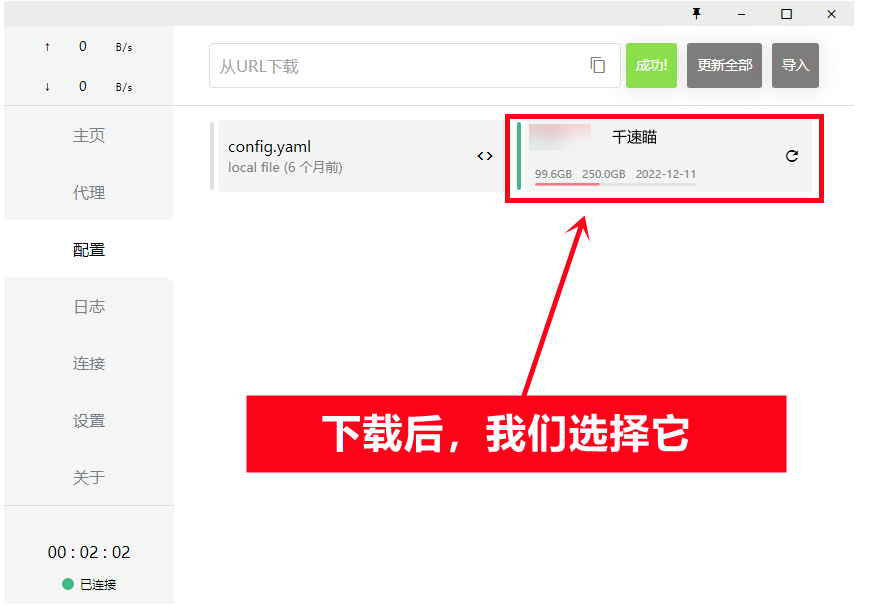 ↑ 0 B/s
↓ 0 B/s
主页
代理
配置
日志
连接
设置
关于
00 : 02 : 02
已连接
从URL下载
成功!
更新全部
导入
config.yaml
local file (6 个月前)
千速瞄
99.6GB 250.0GB 2022-12-11
下载后，我们选择它